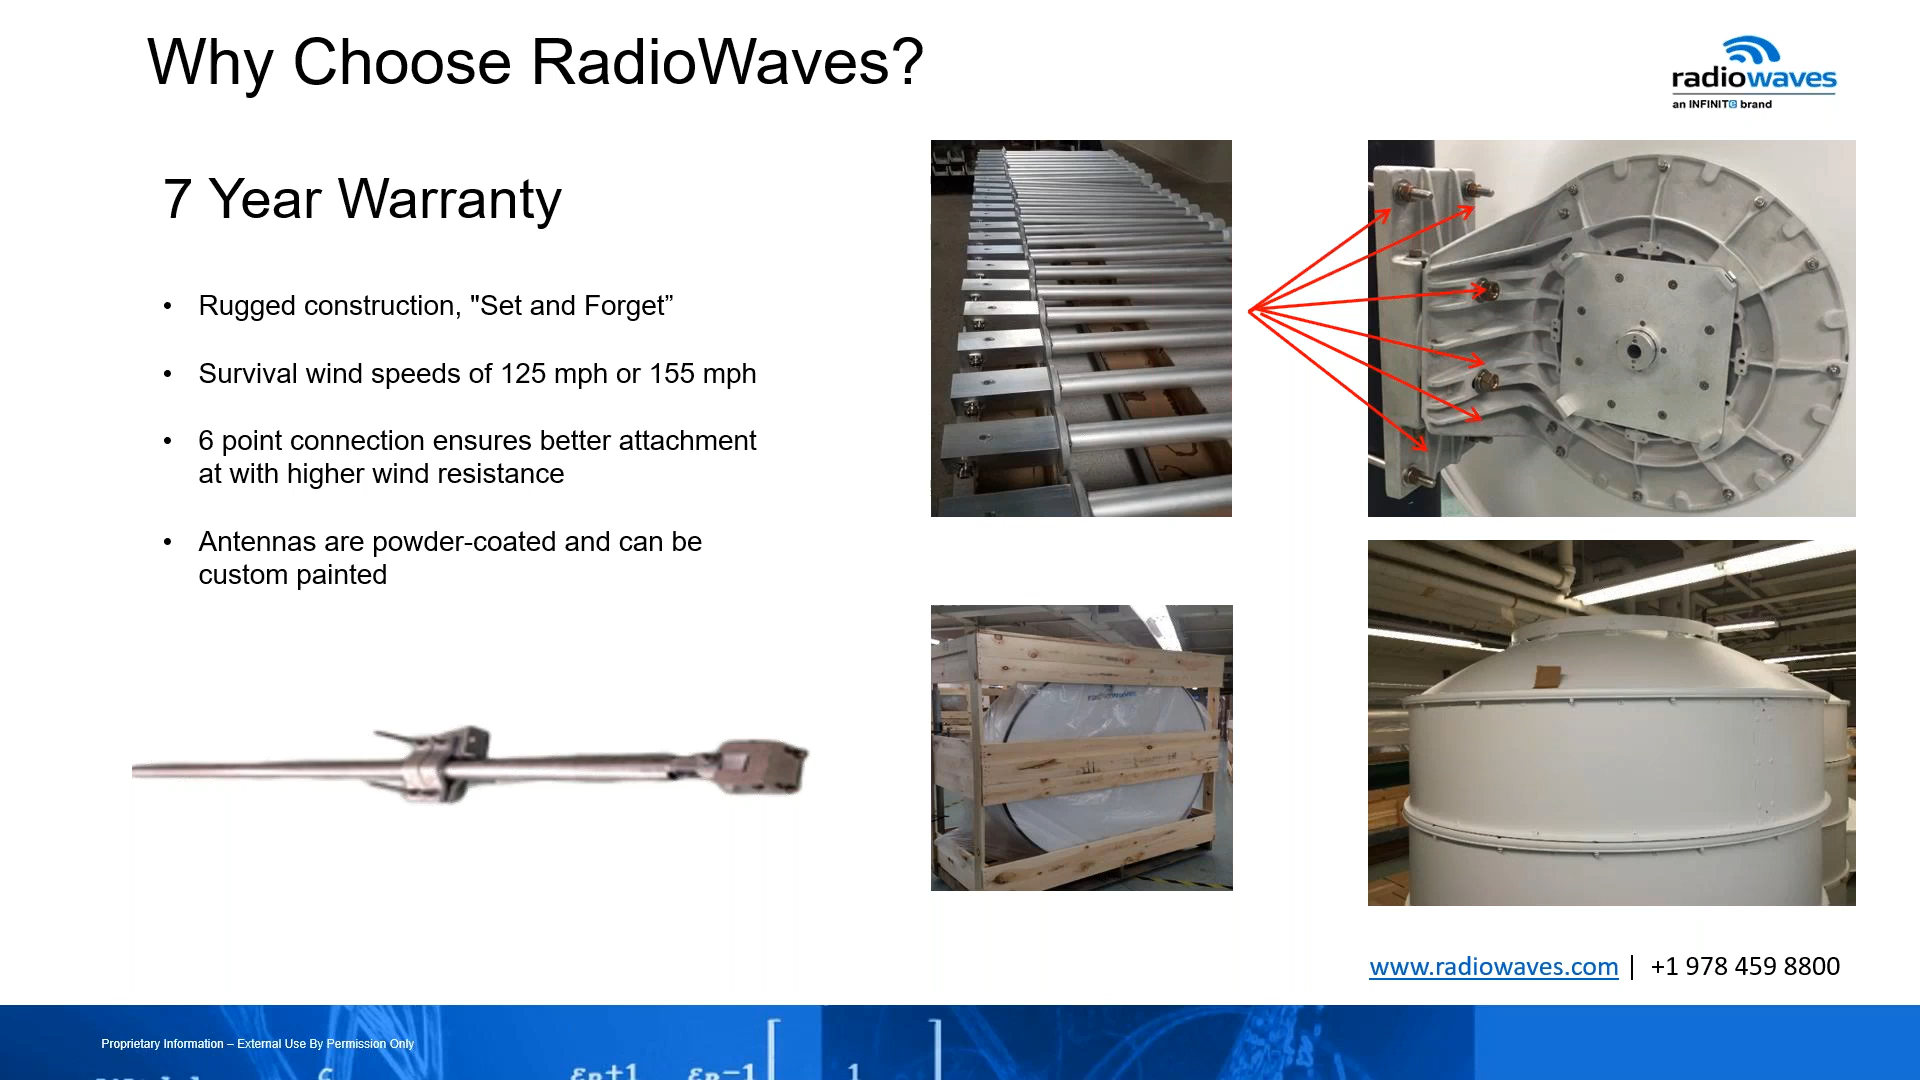 Why Choose RadioWaves?
radiowaves
an INFINITe brand
7 Year Warranty
• Rugged construction, "Set and Forget”
• Survival wind speeds of 125 mph or 155 mph
• 6 point connection ensures better attachment
at with higher wind resistance
• Antennas are powder-coated and can be
custom painted
radiowaves
www.radiowaves.com | +1 978 459 8800
Proprietary Information – External Use By Permission Only